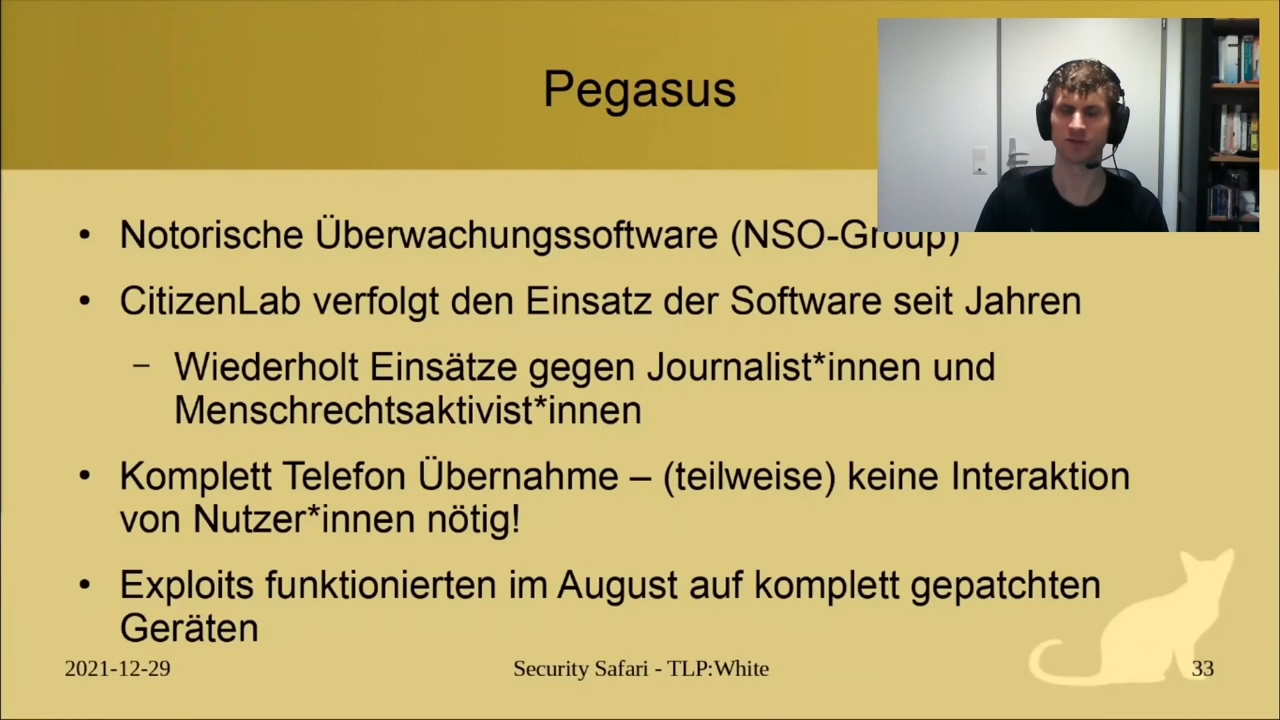 Pegasus
• Notorische Überwachungssoftware (NSO-Group)
• CitizenLab verfolgt den Einsatz der Software seit Jahren
– Wiederholt Einsätze gegen Journalist*innen und
Menschrechtsaktivist*innen
• Komplett Telefon Übernahme – (teilweise) keine Interaktion
von Nutzer*innen nötig!
• Exploits funktionierten im August auf komplett gepatchten
Geräten
2021-12-29
Security Safari - TLP:White
33